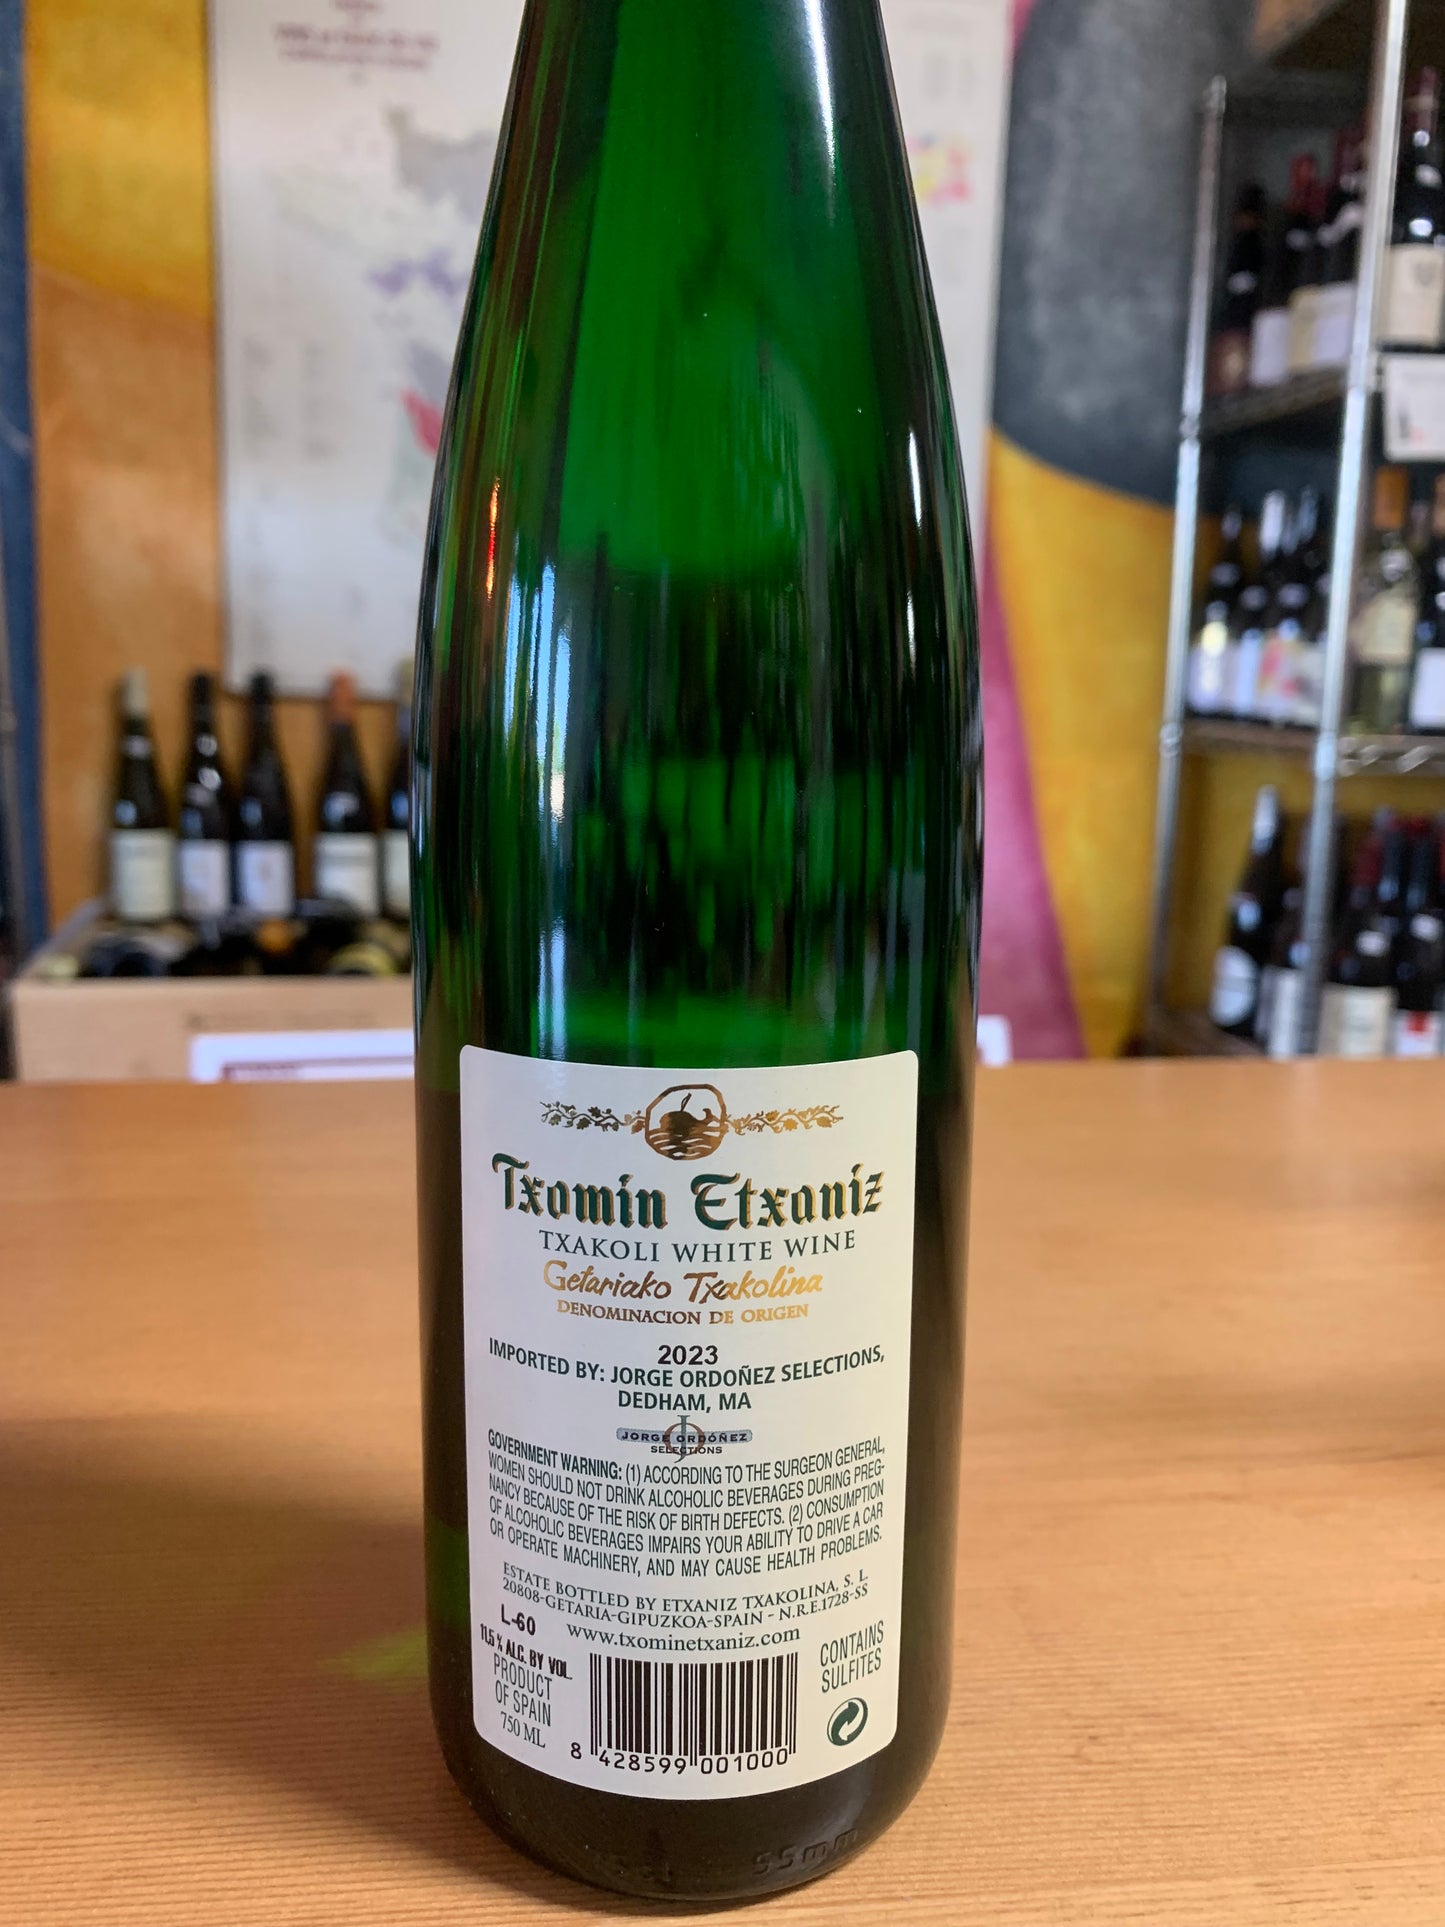 Txomin Etxaniz
TXAKOLI WHITE WINE
Getariako Txakolina
DENOMINACION DE ORIGEN
2023
IMPORTED BY: JORGE ORDOÑEZ SELECTIONS,
DEDHAM, MA
JORGE ORDÓÑEZ
SELECTIONS
GOVERNMENT WARNING: (1) ACCORDING TO THE SURGEON GENERAL,
WOMEN SHOULD NOT DRINK ALCOHOLIC BEVERAGES DURING PREG-
NANCY BECAUSE OF THE RISK OF BIRTH DEFECTS. (2) CONSUMPTION
OF ALCOHOLIC BEVERAGES IMPAIRS YOUR ABILITY TO DRIVE A CAR
OR OPERATE MACHINERY, AND MAY CAUSE HEALTH PROBLEMS.
ESTATE BOTTLED BY ETXANIZ TXAKOLINA, S. L.
20808-GETARIA-GIPUZKOA-SPAIN - N.R.E.1728-SS
www.txominetxaniz.com
L-60
11,5 % ALC. BY VOL.
PRODUCT
OF SPAIN
750 ML
CONTAINS
SULFITES
8 428599 001000
55mm